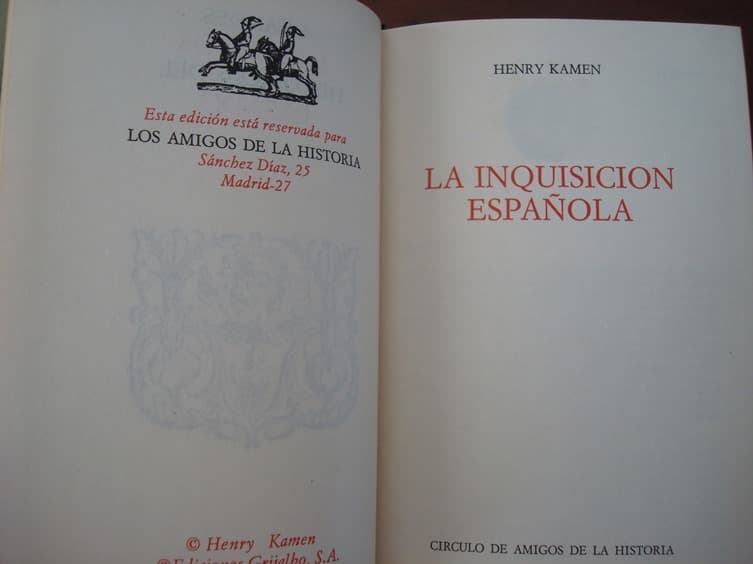 Esta edición está reservada para
LOS AMIGOS DE LA HISTORIA
Sánchez Díaz, 25
Madrid-27
© Henry Kamen
Ediciones Grijalbo, S.A.
HENRY KAMEN
LA INQUISICION
ESPAÑOLA
CIRCULO DE AMIGOS DE LA HISTORIA